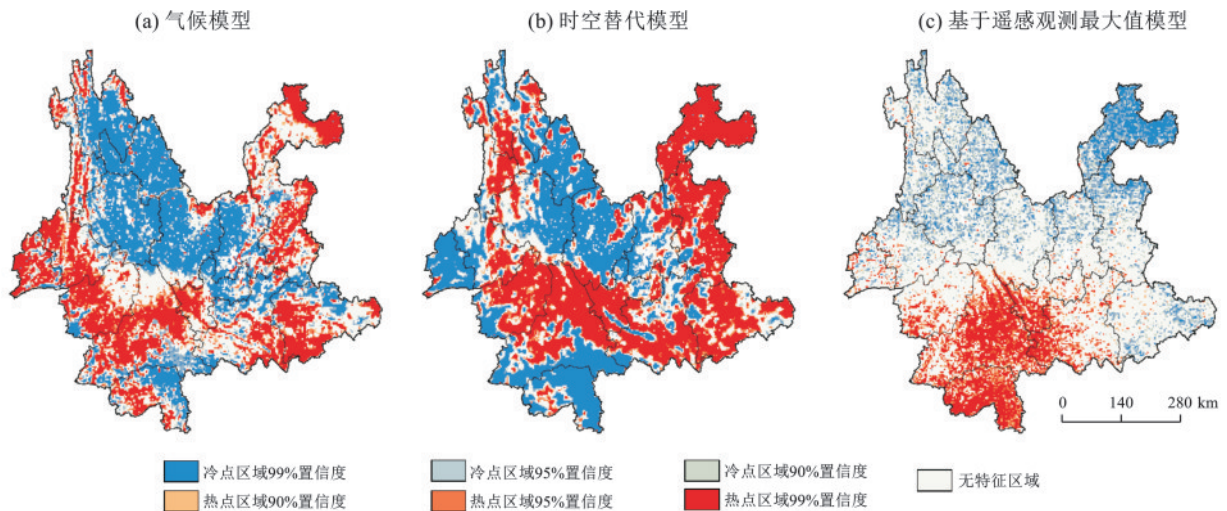 (a) 气候模型
(b) 时空替代模型
(c) 基于遥感观测最大值模型
0 140 280 km
冷点区域99%置信度
冷点区域95%置信度
冷点区域90%置信度
无特征区域
热点区域90%置信度
热点区域95%置信度
热点区域99%置信度